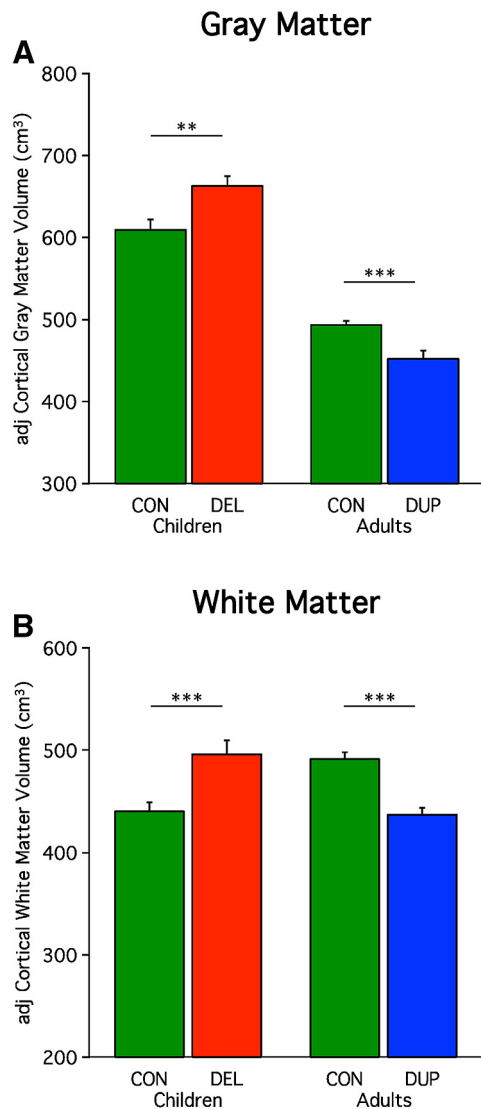 Gray Matter
A
adj Cortical Gray Matter Volume (cm³)
800
700
600
500
400
300
**
***
CON DEL CON DUP
Children Adults
White Matter
B
adj Cortical White Matter Volume (cm³)
600
500
400
300
200
***
***
CON DEL CON DUP
Children Adults